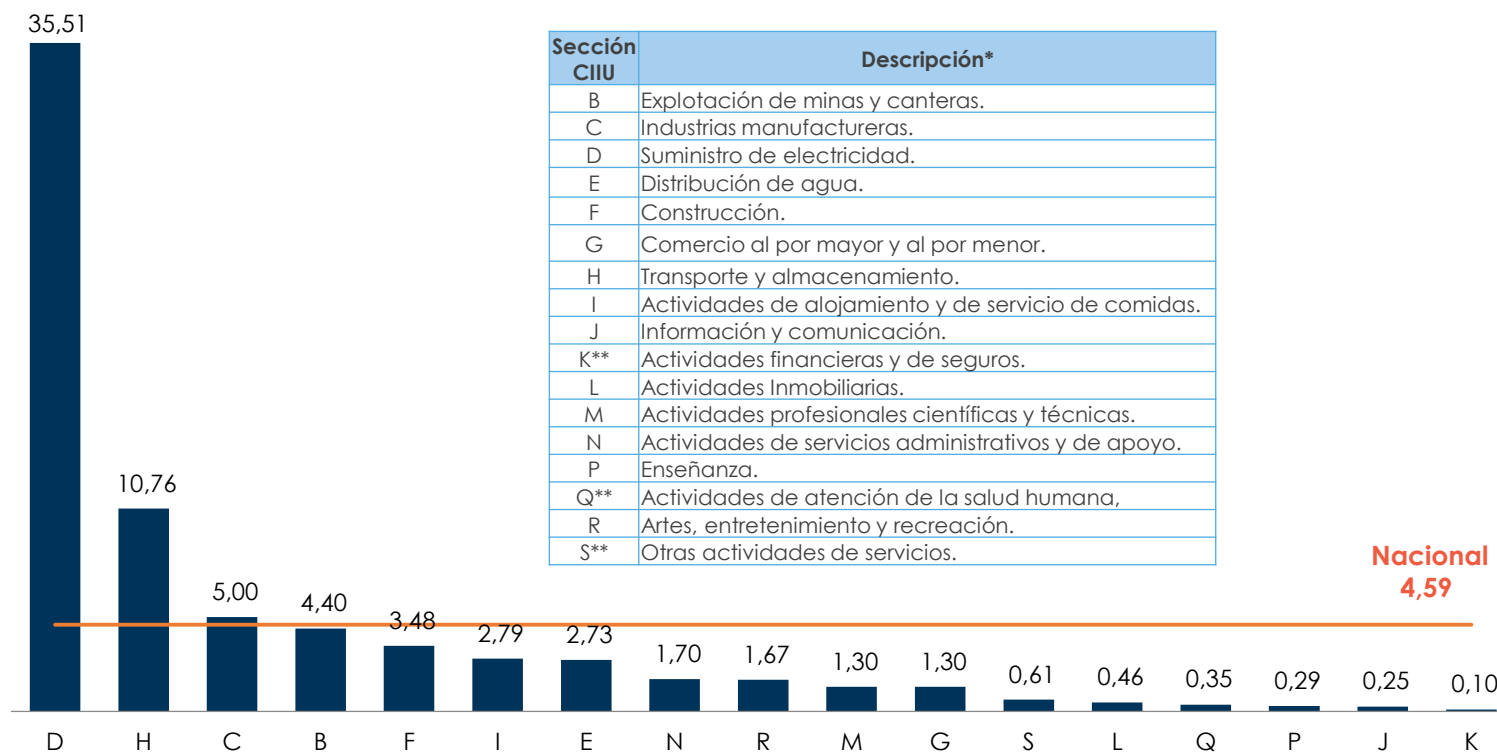 35,51
Sección CIIU Descripción*
B Explotación de minas y canteras.
C Industrias manufactureras.
D Suministro de electricidad.
E Distribución de agua.
F Construcción.
G Comercio al por mayor y al por menor.
H Transporte y almacenamiento.
I Actividades de alojamiento y de servicio de comidas.
J Información y comunicación.
K** Actividades financieras y de seguros.
L Actividades Inmobiliarias.
M Actividades profesionales científicas y técnicas.
N Actividades de servicios administrativos y de apoyo.
P Enseñanza.
Q** Actividades de atención de la salud humana,
R Artes, entretenimiento y recreación.
S** Otras actividades de servicios.
Nacional
4,59
10,76
5,00
4,40
3,48
2,79
2,73
1,70
1,67
1,30
1,30
0,61
0,46
0,35
0,29
0,25
0,10
D H C B F I E N R M G S L Q P J K